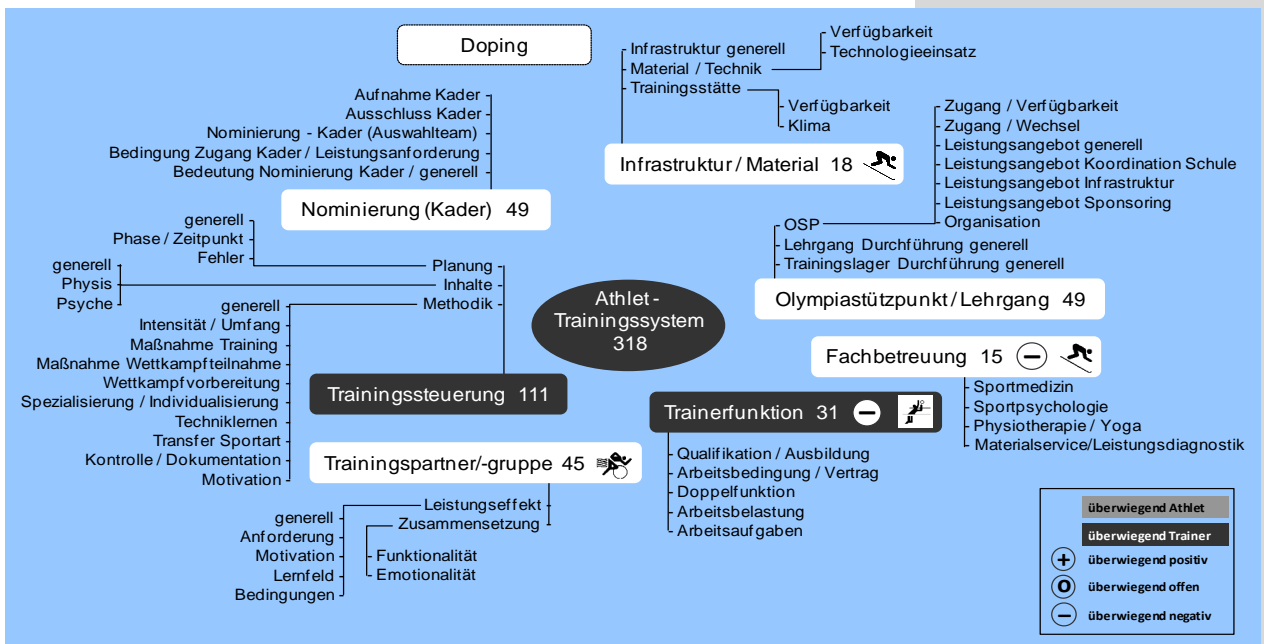 Doping
Aufnahme Kader
Ausschluss Kader
Nominierung - Kader (Auswahlteam)
Bedingung Zugang Kader / Leistungsanforderung
Bedeutung Nominierung Kader / generell
Nominierung (Kader) 49
Infrastruktur generell
Material / Technik
Trainingsstätte
Verfügbarkeit
Technologieeinsatz
Verfügbarkeit
Klima
Infrastruktur / Material 18
Zugang / Verfügbarkeit
Zugang / Wechsel
Leistungsangebot generell
Leistungsangebot Koordination Schule
Leistungsangebot Infrastruktur
Leistungsangebot Sponsoring
Organisation
OSP
Lehrgang Durchführung generell
Trainingslager Durchführung generell
Olympiastützpunkt / Lehrgang 49
generell
Phase / Zeitpunkt
Fehler
generell
Physis
Psyche
Planung
Inhalte
Methodik
generell
Intensität / Umfang
Maßnahme Training
Maßnahme Wettkampfteilnahme
Wettkampfvorbereitung
Spezialisierung / Individualisierung
Techniklernen
Transfer Sportart
Kontrolle / Dokumentation
Motivation
Trainingssteuerung 111
Athlet -
Trainingssystem
318
Fachbetreuung 15
Sportmedizin
Sportpsychologie
Physiotherapie / Yoga
Materialservice/Leistungsdiagnostik
Trainerfunktion 31
Qualifikation / Ausbildung
Arbeitsbedingung / Vertrag
Doppelfunktion
Arbeitsbelastung
Arbeitsaufgaben
Trainingspartner/-gruppe 45
Leistungseffekt
Zusammensetzung
generell
Anforderung
Motivation
Lernfeld
Bedingungen
Funktionalität
Emotionalität
überwiegend Athlet
überwiegend Trainer
+ überwiegend positiv
O überwiegend offen
− überwiegend negativ